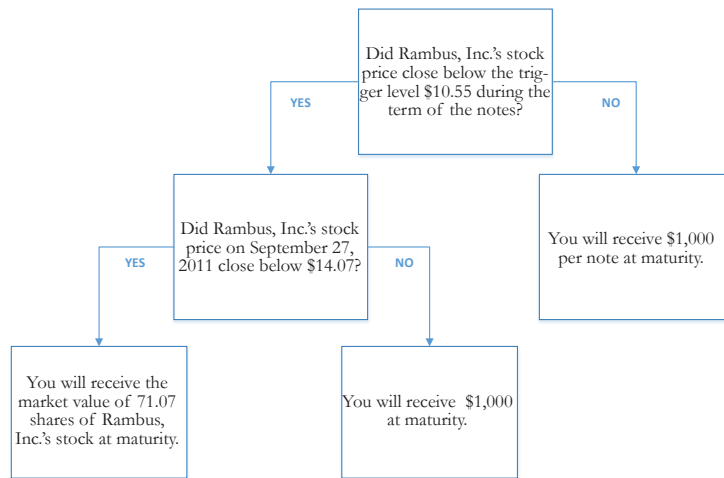 Did Rambus, Inc.'s stock
price close below the trig-
ger level $10.55 during the
term of the notes?
YES
NO
Did Rambus, Inc.'s stock
price on September 27,
2011 close below $14.07?
You will receive $1,000
per note at maturity.
YES
NO
You will receive the
market value of 71.07
shares of Rambus,
Inc.'s stock at maturity.
You will receive $1,000
at maturity.